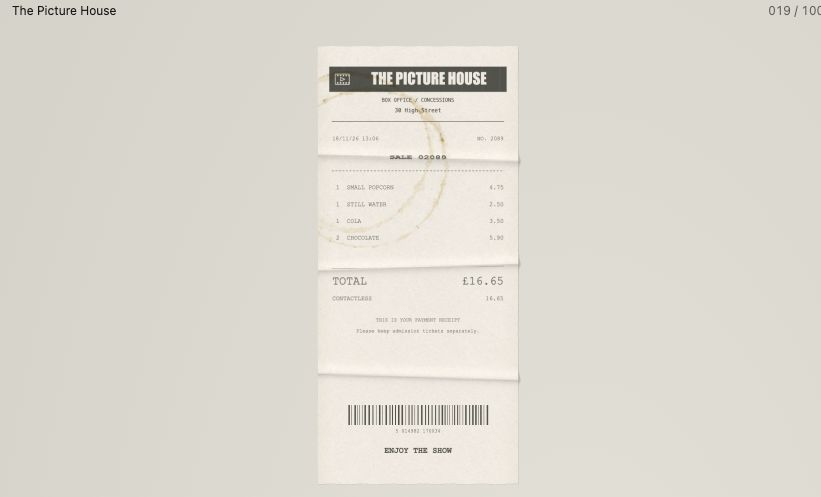 The Picture House
019 / 100
THE PICTURE HOUSE
BOX OFFICE / CONCESSIONS
30 High Street
18/11/26 13:06 NO. 2089
SALE 02089
1 SMALL POPCORN 4.75
1 STILL WATER 2.50
1 COLA 3.50
2 CHOCOLATE 5.90
TOTAL £16.65
CONTACTLESS 16.65
THIS IS YOUR PAYMENT RECEIPT
Please keep admission tickets separately.
ENJOY THE SHOW